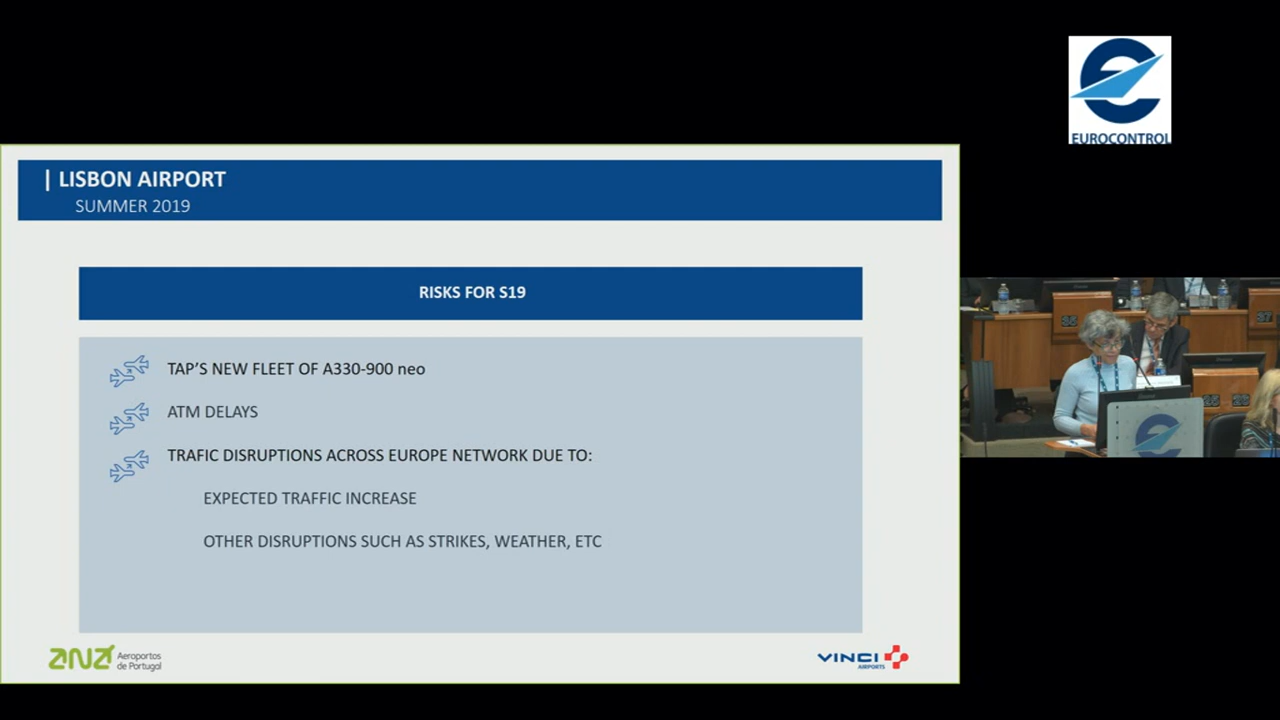 EUROCONTROL
| LISBON AIRPORT
SUMMER 2019
RISKS FOR S19
TAP'S NEW FLEET OF A330-900 neo
ATM DELAYS
TRAFIC DISRUPTIONS ACROSS EUROPE NETWORK DUE TO:
EXPECTED TRAFFIC INCREASE
OTHER DISRUPTIONS SUCH AS STRIKES, WEATHER, ETC
ana Aeroportos
de Portugal
VINCI
AIRPORTS